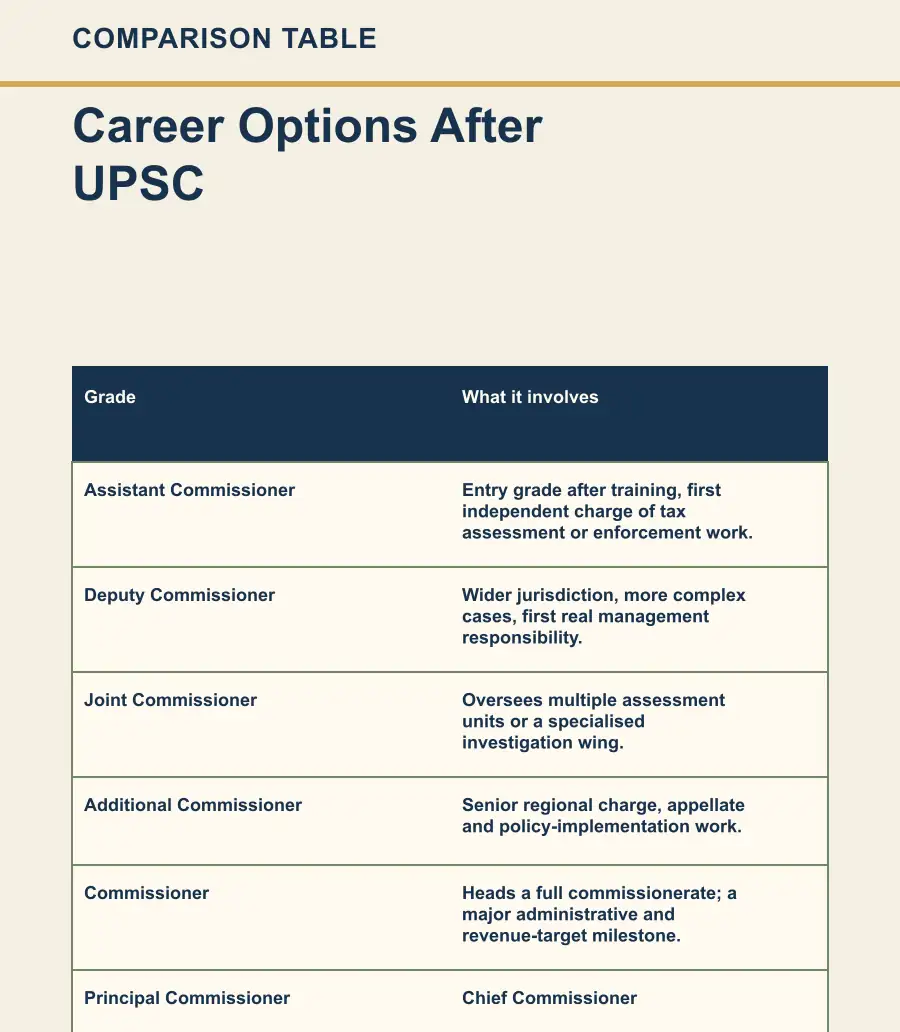 COMPARISON TABLE
Career Options After
UPSC
Grade
What it involves
Assistant Commissioner
Entry grade after training, first
independent charge of tax
assessment or enforcement work.
Deputy Commissioner
Wider jurisdiction, more complex
cases, first real management
responsibility.
Joint Commissioner
Oversees multiple assessment
units or a specialised
investigation wing.
Additional Commissioner
Senior regional charge, appellate
and policy-implementation work.
Commissioner
Heads a full commissionerate; a
major administrative and
revenue-target milestone.
Principal Commissioner
Chief Commissioner